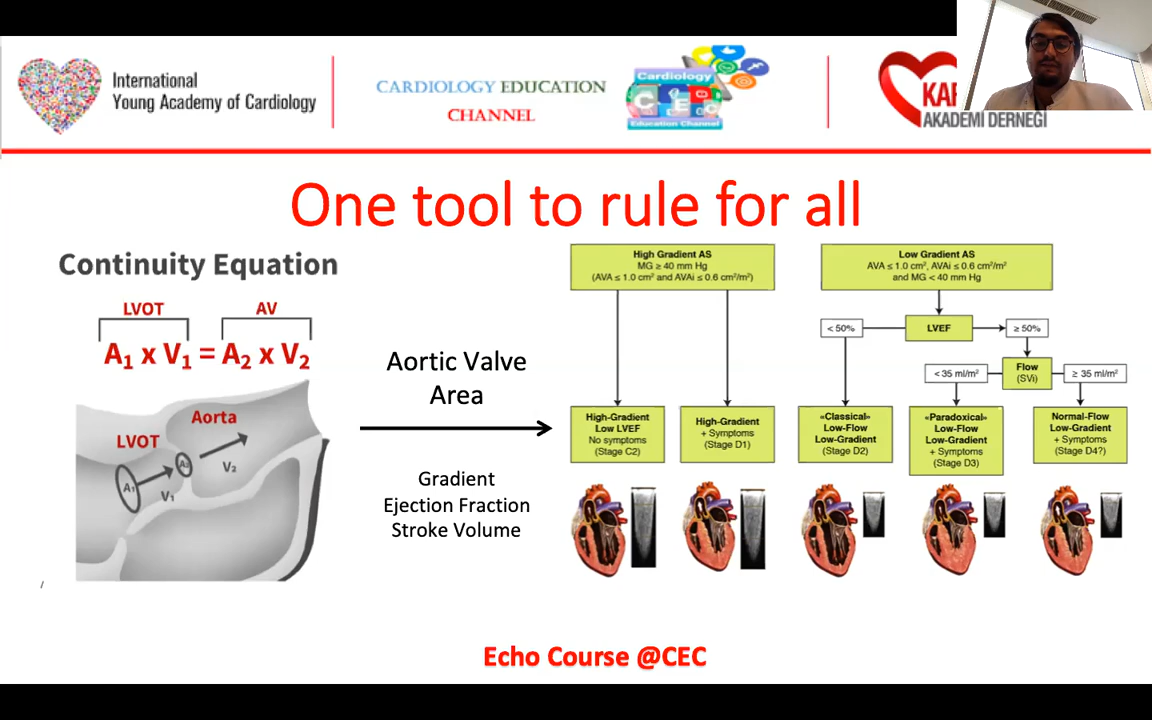 International
Young Academy of Cardiology
CARDIOLOGY EDUCATION
CHANNEL
Cardiology
C E C
Education Channel
AKADEMİ DERNEĞİ
One tool to rule for all
Continuity Equation
LVOT AV
A₁ x V₁ = A₂ x V₂
Aorta
LVOT
A₁ V₁ A₂ V₂
Aortic Valve
Area
Gradient
Ejection Fraction
Stroke Volume
High Gradient AS
MG ≥ 40 mm Hg
(AVA ≤ 1.0 cm² and AVAi ≤ 0.6 cm²/m²)
Low Gradient AS
AVA ≤ 1.0 cm², AVAi ≤ 0.6 cm²/m²
and MG < 40 mm Hg
< 50% LVEF ≥ 50%
< 35 ml/m² Flow ≥ 35 ml/m²
(SVi)
High-Gradient
Low LVEF
No symptoms
(Stage C2)
High-Gradient
+ Symptoms
(Stage D1)
«Classical»
Low-Flow
Low-Gradient
(Stage D2)
«Paradoxical»
Low-Flow
Low-Gradient
+ Symptoms
(Stage D3)
Normal-Flow
Low-Gradient
+ Symptoms
(Stage D4?)
/
Echo Course @CEC